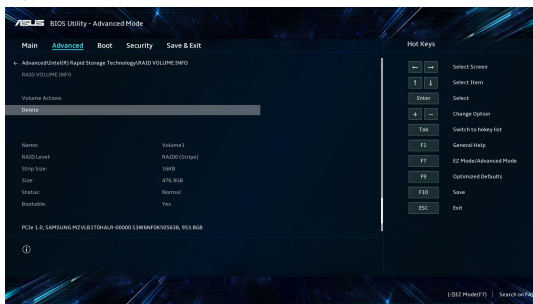 ASUS BIOS Utility - Advanced Mode
Main Advanced Boot Security Save & Exit
Hot Keys
← Advanced\Intel(R) Rapid Storage Technology\RAID VOLUME INFO
RAID VOLUME INFO
Volume Actions
Delete
Name: Volume1
RAID Level: RAID0 (Stripe)
Strip Size: 16KB
Size: 476.9GB
Status: Normal
Bootable: Yes
PCIe 1.0, SAMSUNG MZVLB1T0HALR-00000 S3W6NF0K505638, 953.8GB
← → Select Screen
↑ ↓ Select Item
Enter Select
+ - Change Option
Tab Switch to hokey list
F1 General Help
F7 EZ Mode/Advanced Mode
F9 Optimized Defaults
F10 Save
ESC Exit
EZ Mode(F7) | Search on FAQ